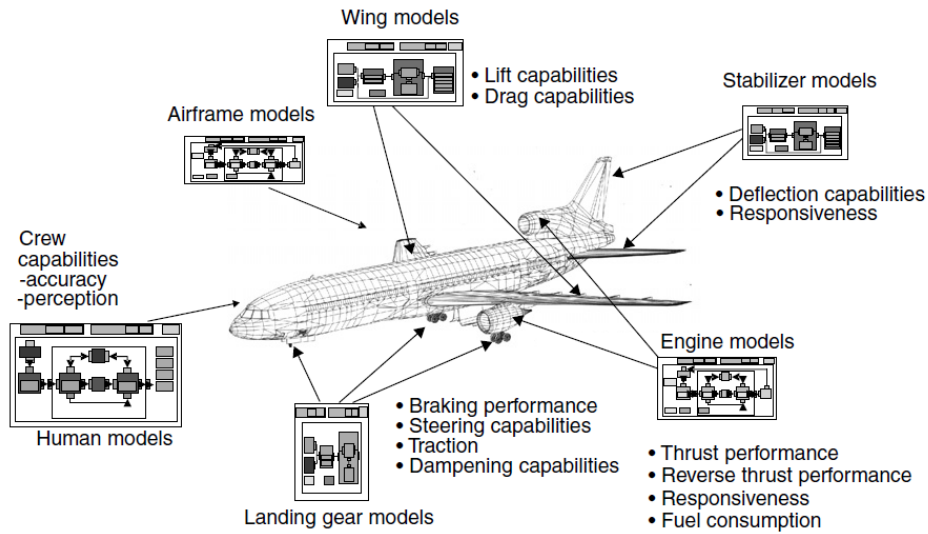 Wing models
• Lift capabilities
• Drag capabilities
Stabilizer models
• Deflection capabilities
• Responsiveness
Airframe models
Crew
capabilities
-accuracy
-perception
Human models
Landing gear models
• Braking performance
• Steering capabilities
• Traction
• Dampening capabilities
Engine models
• Thrust performance
• Reverse thrust performance
• Responsiveness
• Fuel consumption